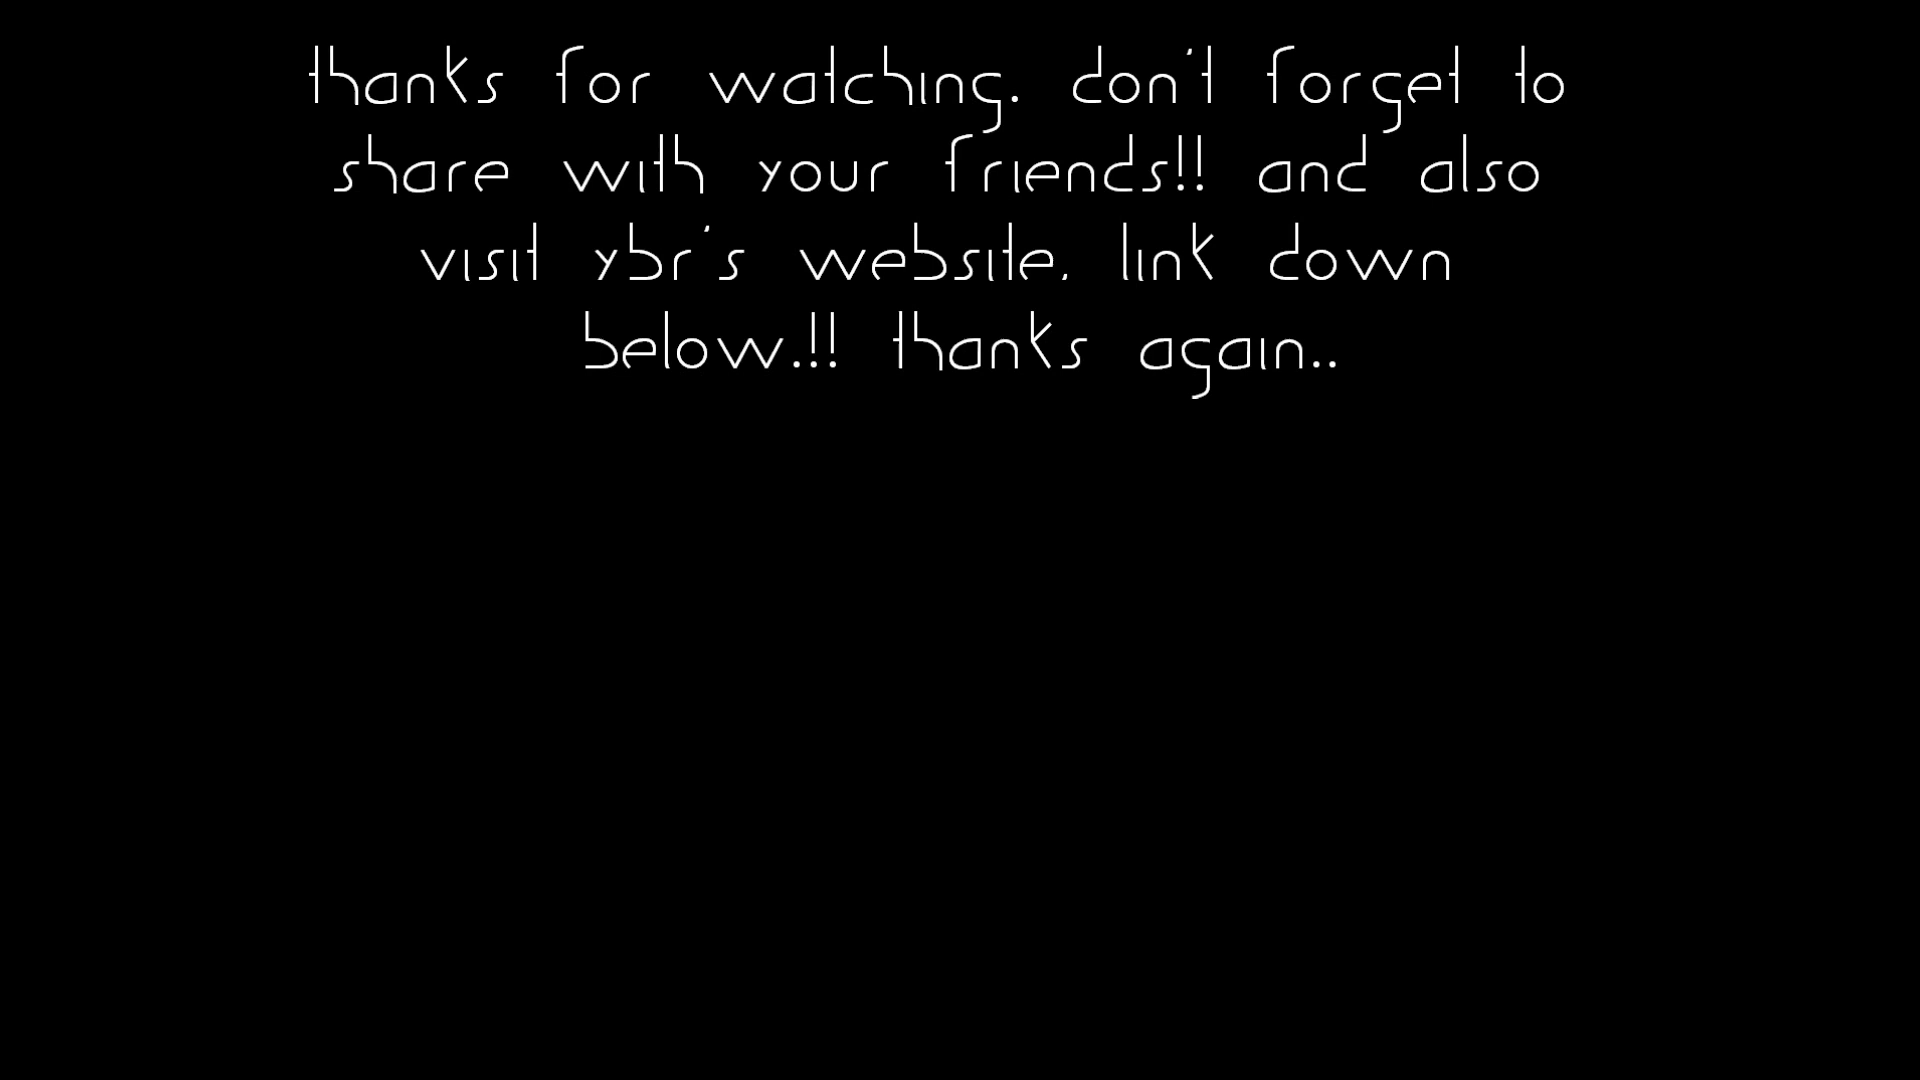 thanks for watching. don't forget to
share with your friends!! and also
visit ybr's website, link down
below.!! thanks again..